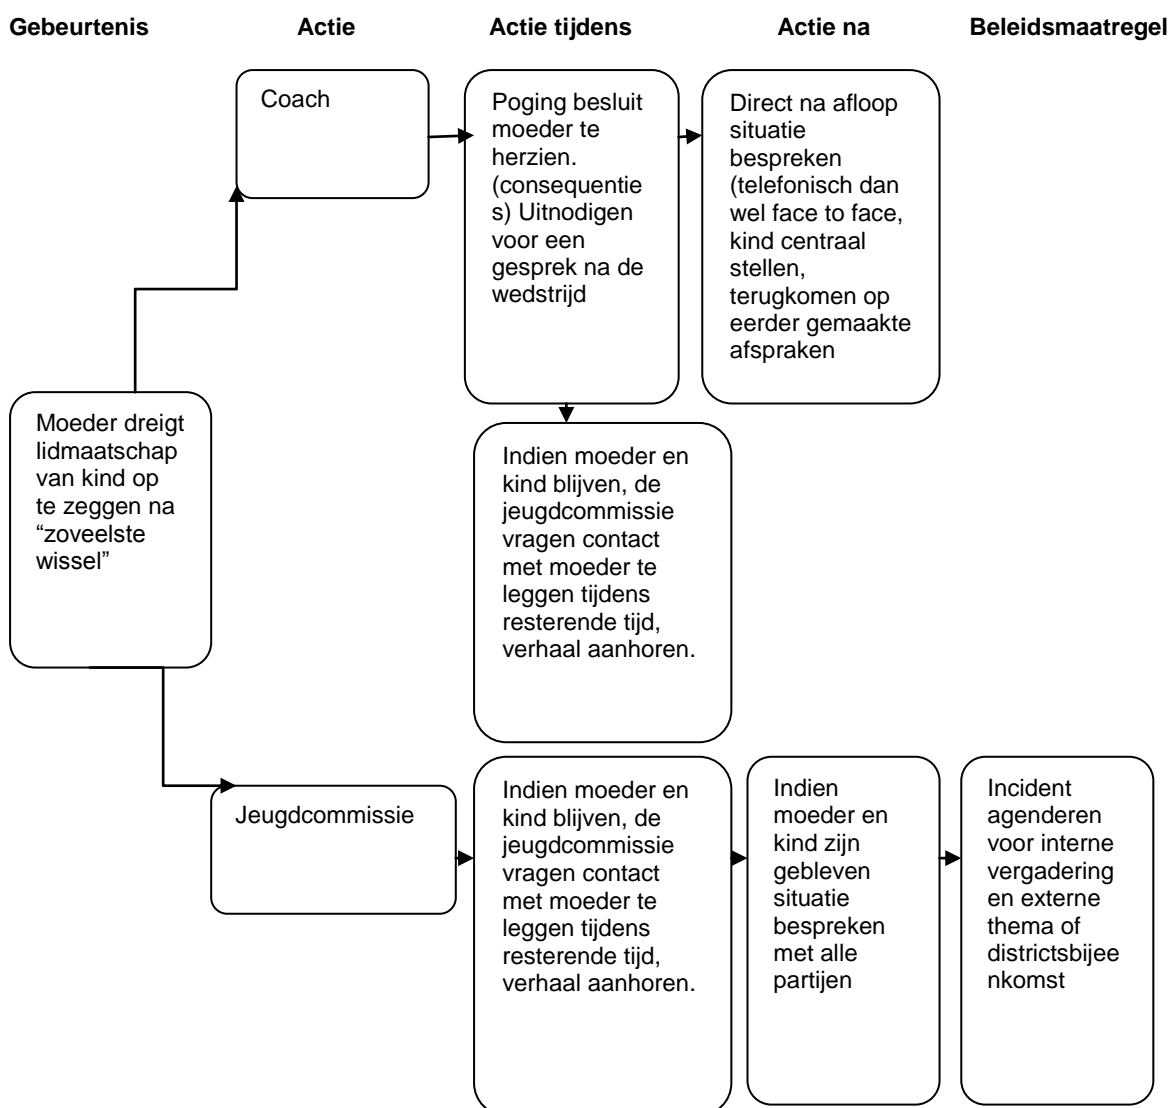 Gebeurtenis Actie Actie tijdens Actie na Beleidsmaatregel
Coach
Poging besluit
moeder te
herzien.
(consequentie
s) Uitnodigen
voor een
gesprek na de
wedstrijd
Direct na afloop
situatie
bespreken
(telefonisch dan
wel face to face,
kind centraal
stellen,
terugkomen op
eerder gemaakte
afspraken
Moeder dreigt
lidmaatschap
van kind op
te zeggen na
“zoveelste
wissel”
Indien moeder en
kind blijven, de
jeugdcommissie
vragen contact
met moeder te
leggen tijdens
resterende tijd,
verhaal aanhoren.
Jeugdcommissie
Indien moeder en
kind blijven, de
jeugdcommissie
vragen contact
met moeder te
leggen tijdens
resterende tijd,
verhaal aanhoren.
Indien
moeder en
kind zijn
gebleven
situatie
bespreken
met alle
partijen
Incident
agenderen
voor interne
vergadering
en externe
thema of
districtsbijee
nkomst